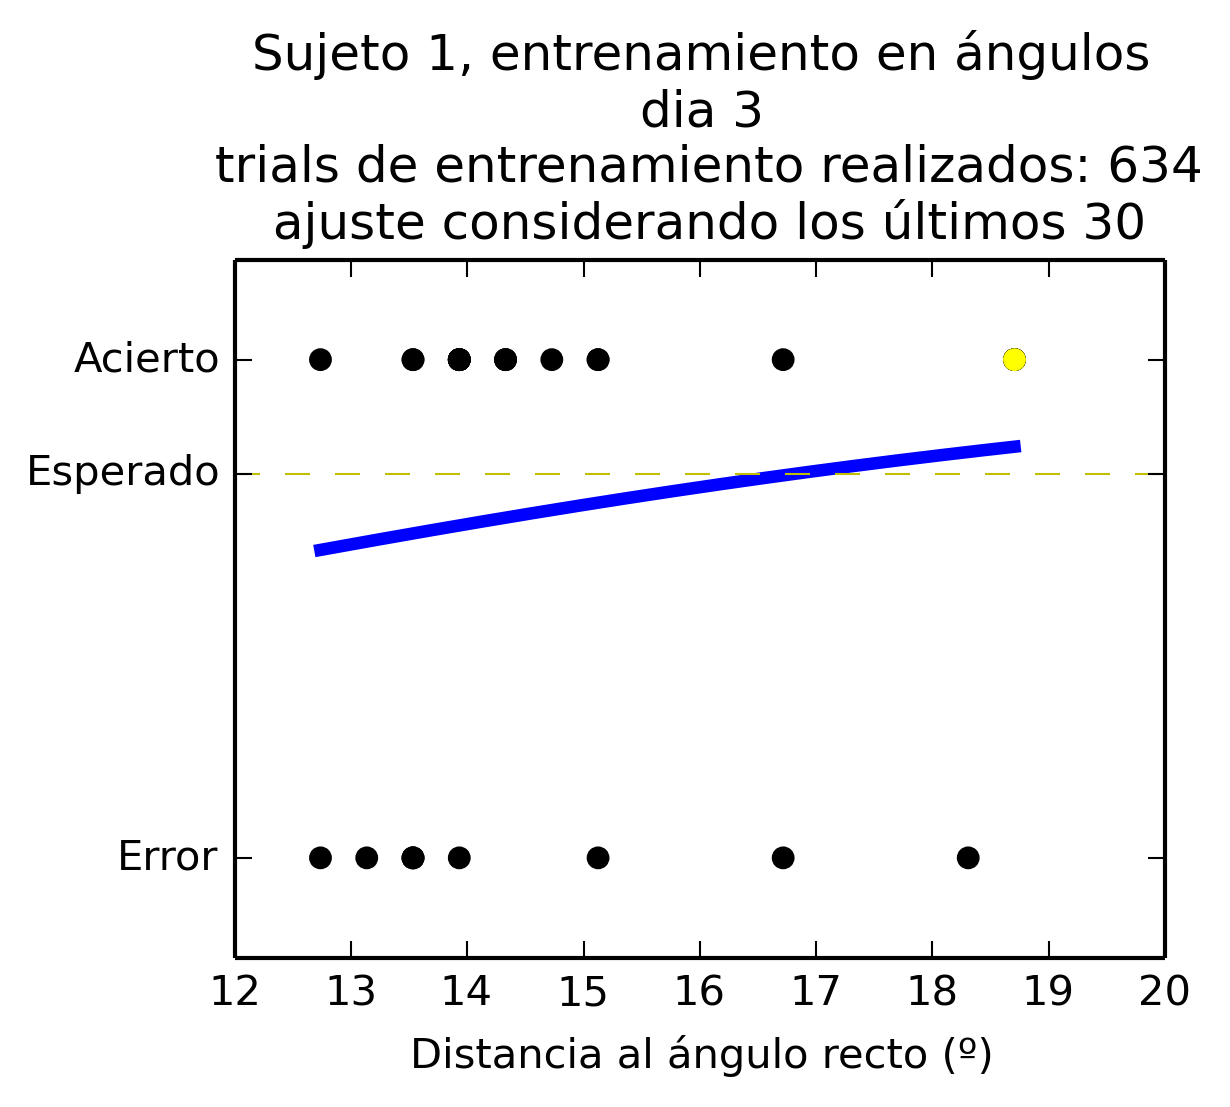 Sujeto 1, entrenamiento en ángulos
dia 3
trials de entrenamiento realizados: 634
ajuste considerando los últimos 30
Acierto
Esperado
Error
12 13 14 15 16 17 18 19 20
Distancia al ángulo recto (º)